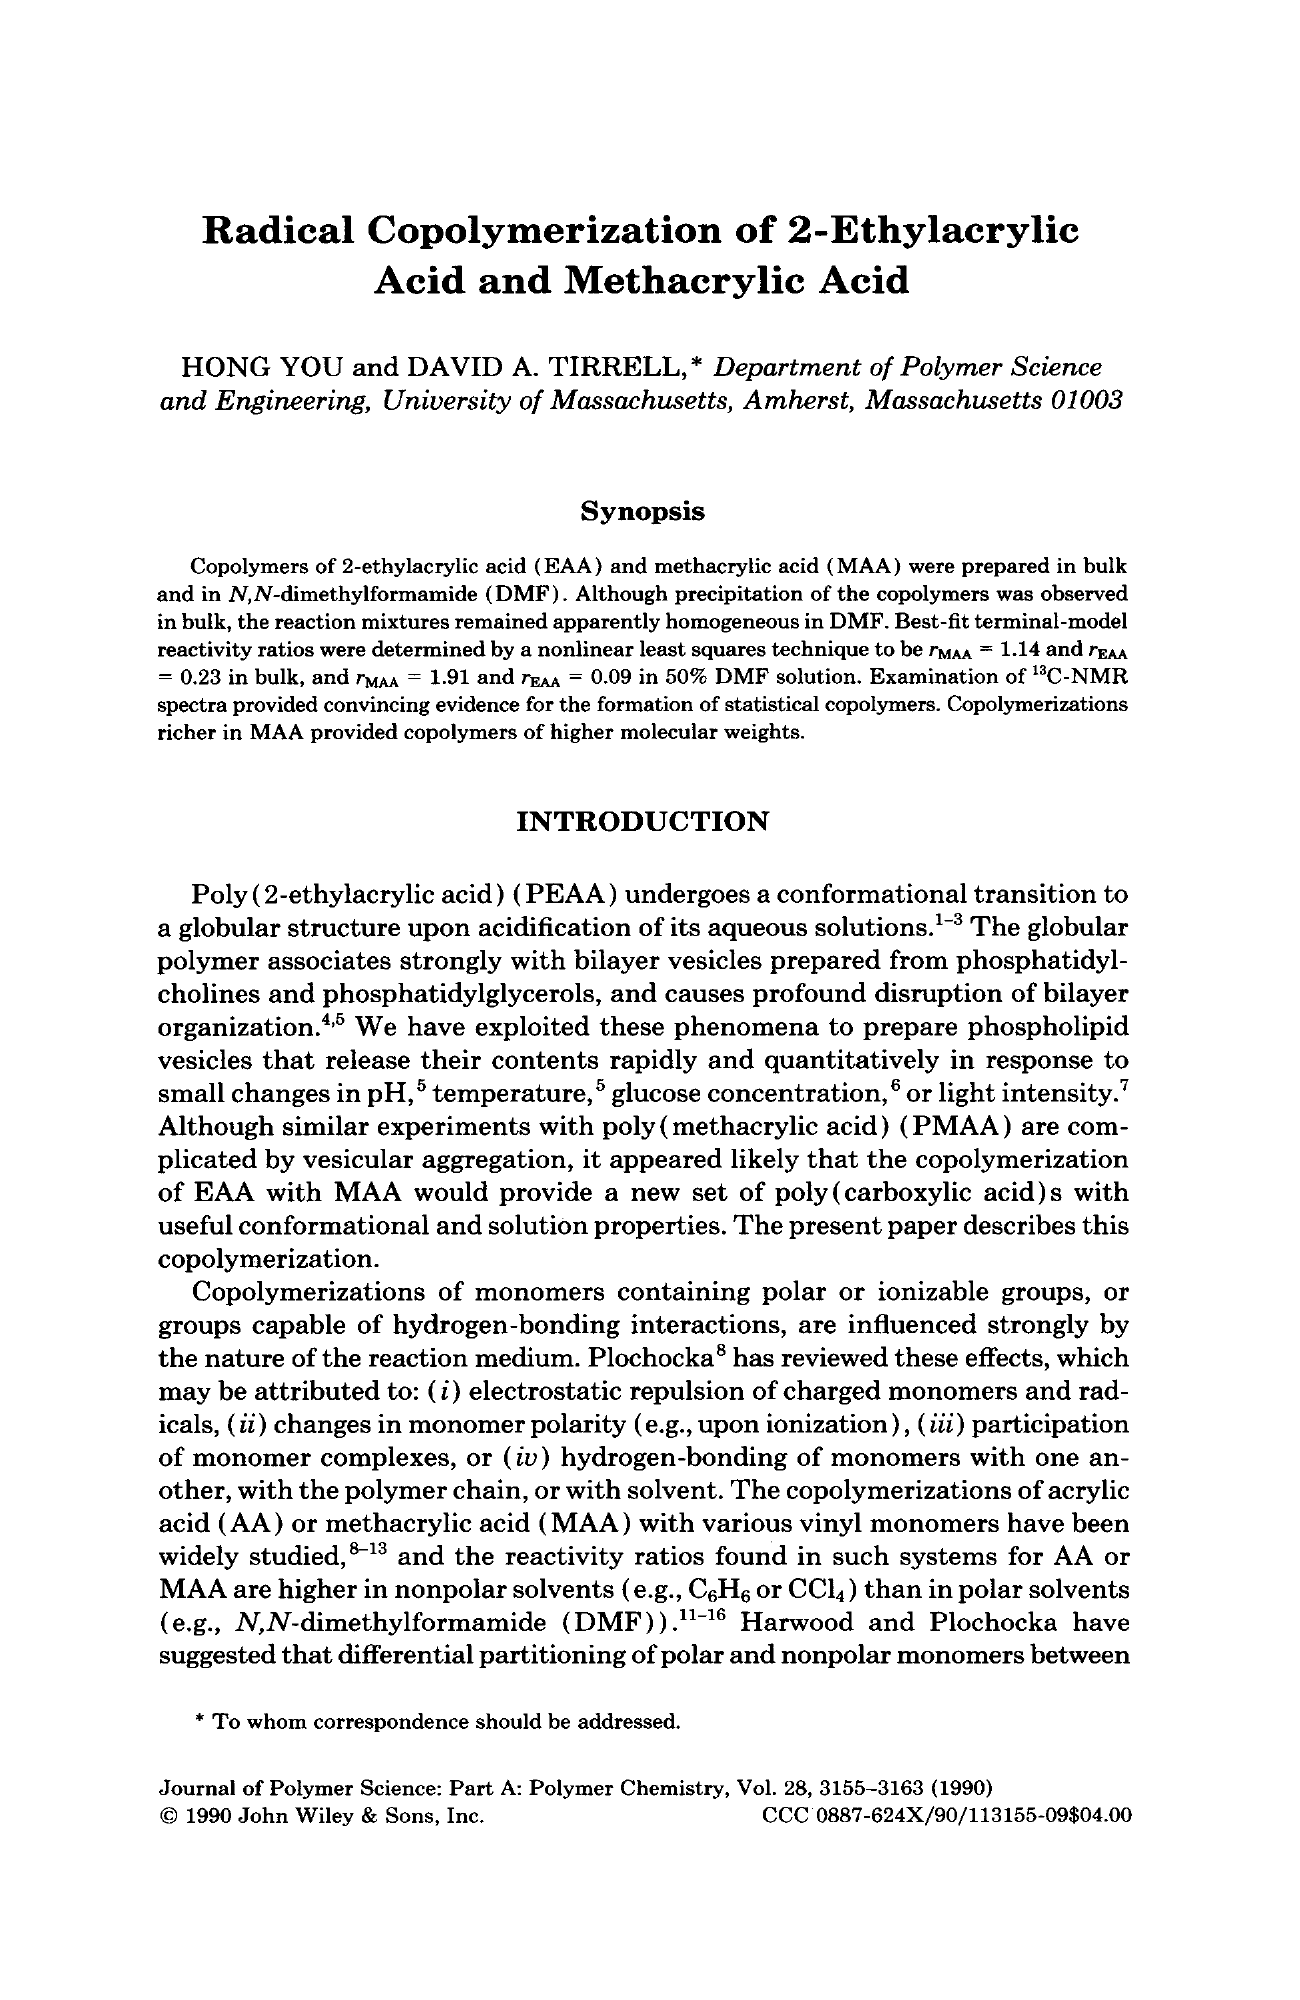 Radical Copolymerization of 2-Ethylacrylic
Acid and Methacrylic Acid
HONG YOU and DAVID A. TIRRELL,* Department of Polymer Science
and Engineering, University of Massachusetts, Amherst, Massachusetts 01003
Synopsis
Copolymers of 2-ethylacrylic acid (EAA) and methacrylic acid (MAA) were prepared in bulk
and in N,N-dimethylformamide (DMF). Although precipitation of the copolymers was observed
in bulk, the reaction mixtures remained apparently homogeneous in DMF. Best-fit terminal-model
reactivity ratios were determined by a nonlinear least squares technique to be r_MAA = 1.14 and r_EAA
= 0.23 in bulk, and r_MAA = 1.91 and r_EAA = 0.09 in 50% DMF solution. Examination of ¹³C-NMR
spectra provided convincing evidence for the formation of statistical copolymers. Copolymerizations
richer in MAA provided copolymers of higher molecular weights.
INTRODUCTION
Poly(2-ethylacrylic acid) (PEAA) undergoes a conformational transition to
a globular structure upon acidification of its aqueous solutions.¹⁻³ The globular
polymer associates strongly with bilayer vesicles prepared from phosphatidyl-
cholines and phosphatidylglycerols, and causes profound disruption of bilayer
organization.⁴,⁵ We have exploited these phenomena to prepare phospholipid
vesicles that release their contents rapidly and quantitatively in response to
small changes in pH,⁵ temperature,⁵ glucose concentration,⁶ or light intensity.⁷
Although similar experiments with poly(methacrylic acid) (PMAA) are com-
plicated by vesicular aggregation, it appeared likely that the copolymerization
of EAA with MAA would provide a new set of poly(carboxylic acid)s with
useful conformational and solution properties. The present paper describes this
copolymerization.
Copolymerizations of monomers containing polar or ionizable groups, or
groups capable of hydrogen-bonding interactions, are influenced strongly by
the nature of the reaction medium. Plochocka⁸ has reviewed these effects, which
may be attributed to: (i) electrostatic repulsion of charged monomers and rad-
icals, (ii) changes in monomer polarity (e.g., upon ionization), (iii) participation
of monomer complexes, or (iv) hydrogen-bonding of monomers with one an-
other, with the polymer chain, or with solvent. The copolymerizations of acrylic
acid (AA) or methacrylic acid (MAA) with various vinyl monomers have been
widely studied,⁸⁻¹³ and the reactivity ratios found in such systems for AA or
MAA are higher in nonpolar solvents (e.g., C₆H₆ or CCl₄) than in polar solvents
(e.g., N,N-dimethylformamide (DMF)).¹¹⁻¹⁶ Harwood and Plochocka have
suggested that differential partitioning of polar and nonpolar monomers between
* To whom correspondence should be addressed.
Journal of Polymer Science: Part A: Polymer Chemistry, Vol. 28, 3155–3163 (1990)
© 1990 John Wiley & Sons, Inc. CCC 0887-624X/90/113155-09$04.00